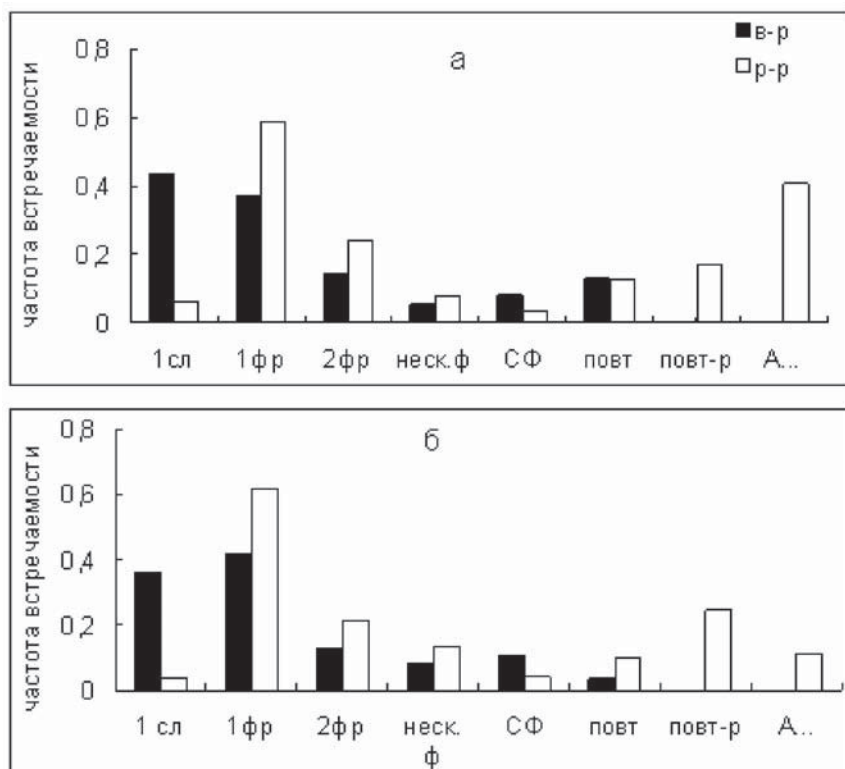 частота встречаемости
0,8
0,6
0,4
0,2
0
а
в-р
р-р
1сл 1фр 2фр неск.ф СФ повт повт-р А...
частота встречаемости
0,8
0,6
0,4
0,2
0
б
1 сл 1фр 2фр неск. СФ повт повт-р А...
ф